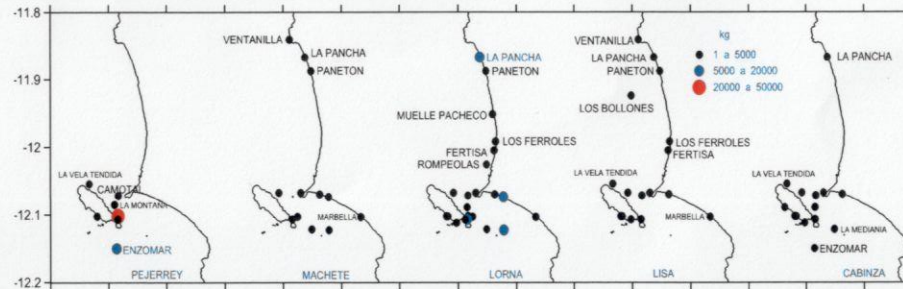 -11.8
-11.9
-12
-12.1
-12.2
LA VELA TENDIDA
CAMOTAL
LA MONTAÑA
ENZOMAR
PEJERREY
VENTANILLA
LA PANCHA
PANETON
MARBELLA
MACHETE
LA PANCHA
PANETON
MUELLE PACHECO
LOS FERROLES
FERTISA
ROMPEOLAS
LORNA
VENTANILLA
LA PANCHA
PANETON
LOS BOLLONES
LOS FERROLES
FERTISA
LA VELA TENDIDA
MARBELLA
LISA
kg
1 a 5000
5000 a 20000
20000 a 50000
LA PANCHA
LA VELA TENDIDA
LA MEDIANIA
ENZOMAR
CABINZA